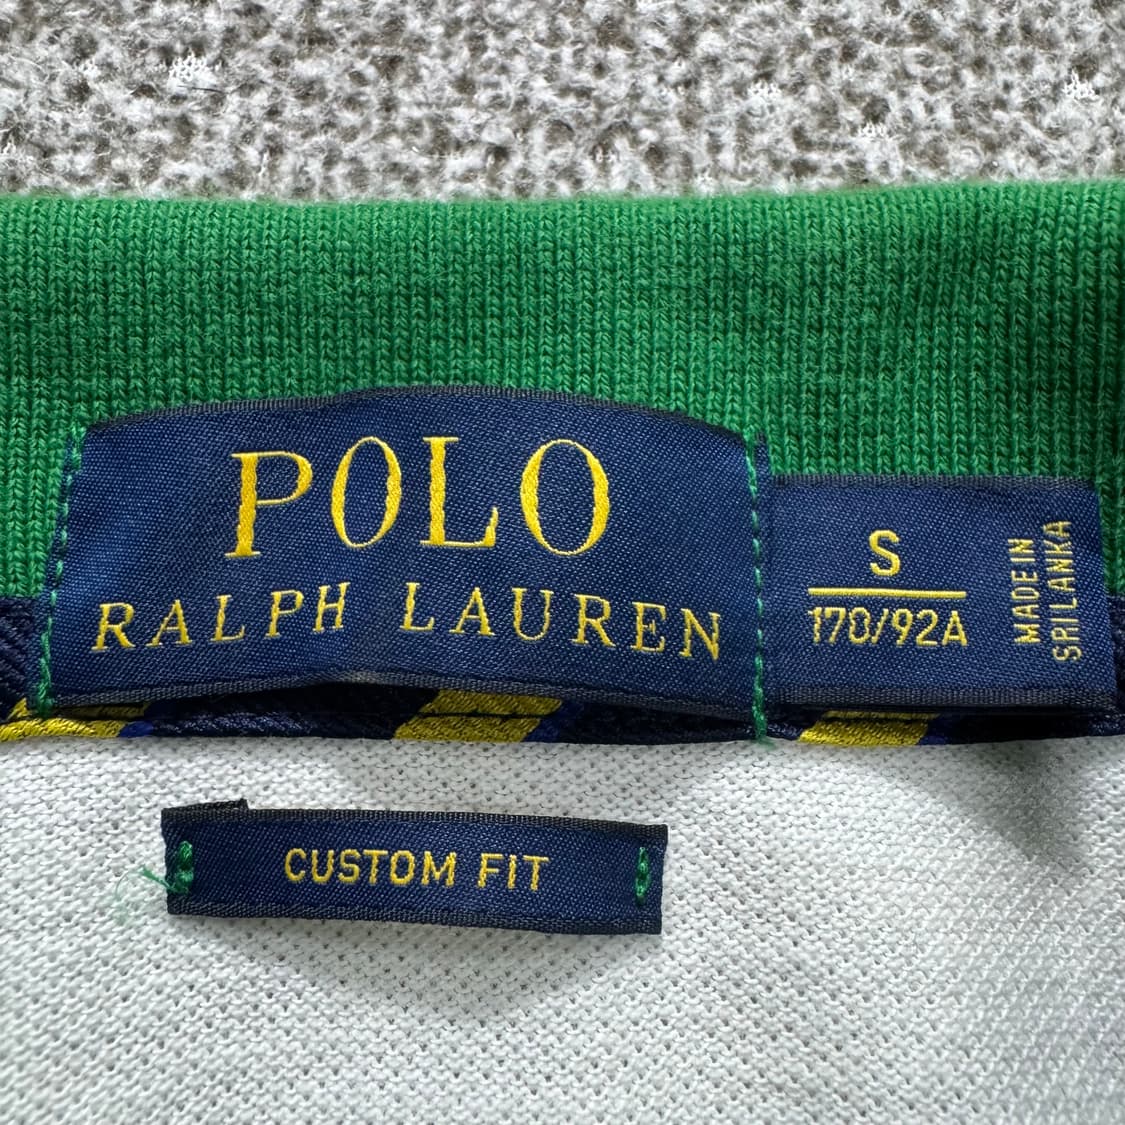 POLO
RALPH LAUREN
S
170/92A
MADE IN
SRI LANKA
CUSTOM FIT